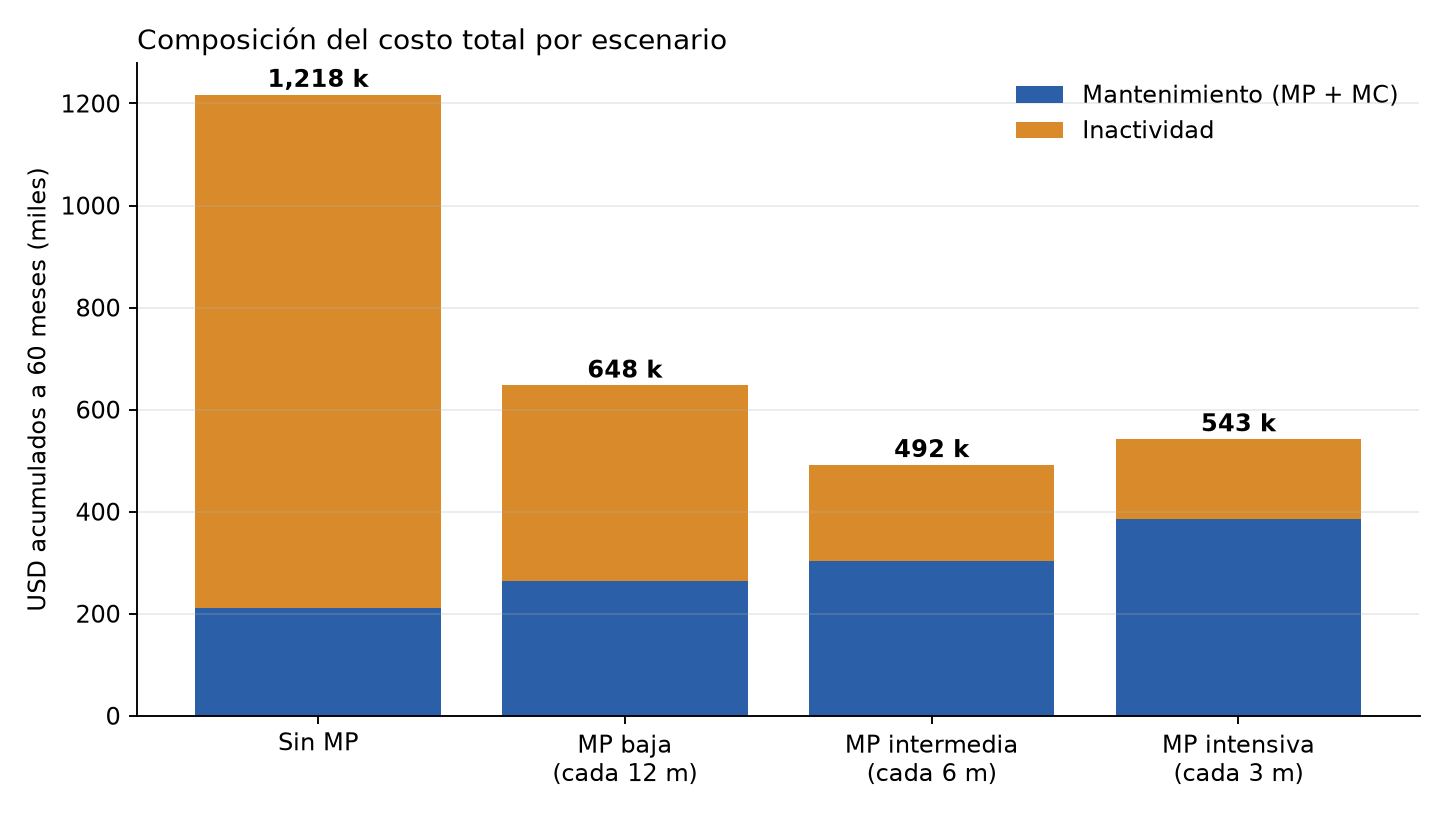 Composición del costo total por escenario
USD acumulados a 60 meses (miles)
1200
1000
800
600
400
200
0
1,218 k
648 k
492 k
543 k
Mantenimiento (MP + MC)
Inactividad
Sin MP
MP baja
(cada 12 m)
MP intermedia
(cada 6 m)
MP intensiva
(cada 3 m)